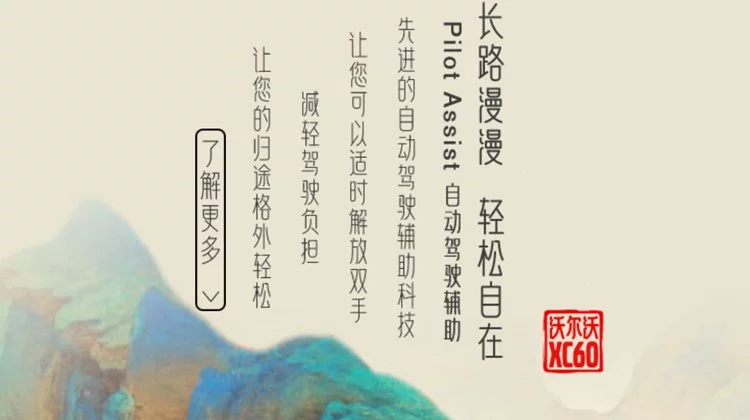 长路漫漫 轻松自在
Pilot Assist 自动驾驶辅助
先进的自动驾驶辅助科技
让您可以适时解放双手
减轻驾驶负担
让您的归途格外轻松
了解更多
沃尔沃
XC60